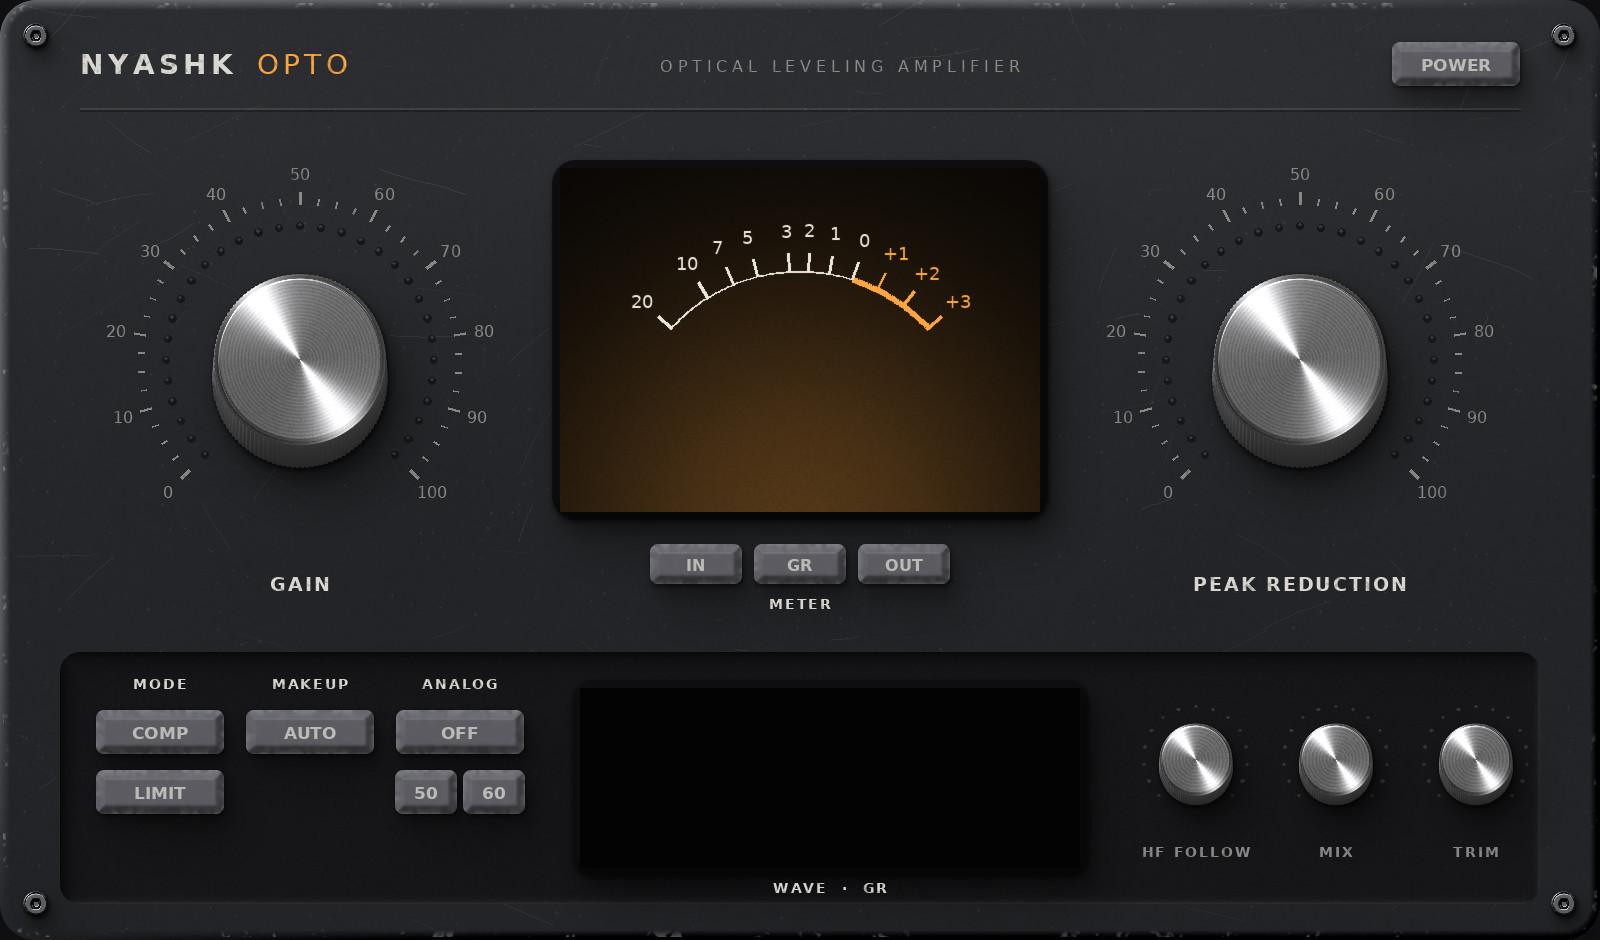 NYASHK OPTO
OPTICAL LEVELING AMPLIFIER
POWER
0 10 20 30 40 50 60 70 80 90 100
20 10 7 5 3 2 1 0 +1 +2 +3
0 10 20 30 40 50 60 70 80 90 100
IN GR OUT
METER
GAIN
PEAK REDUCTION
MODE MAKEUP ANALOG
COMP AUTO OFF
LIMIT 50 60
HF FOLLOW MIX TRIM
WAVE · GR